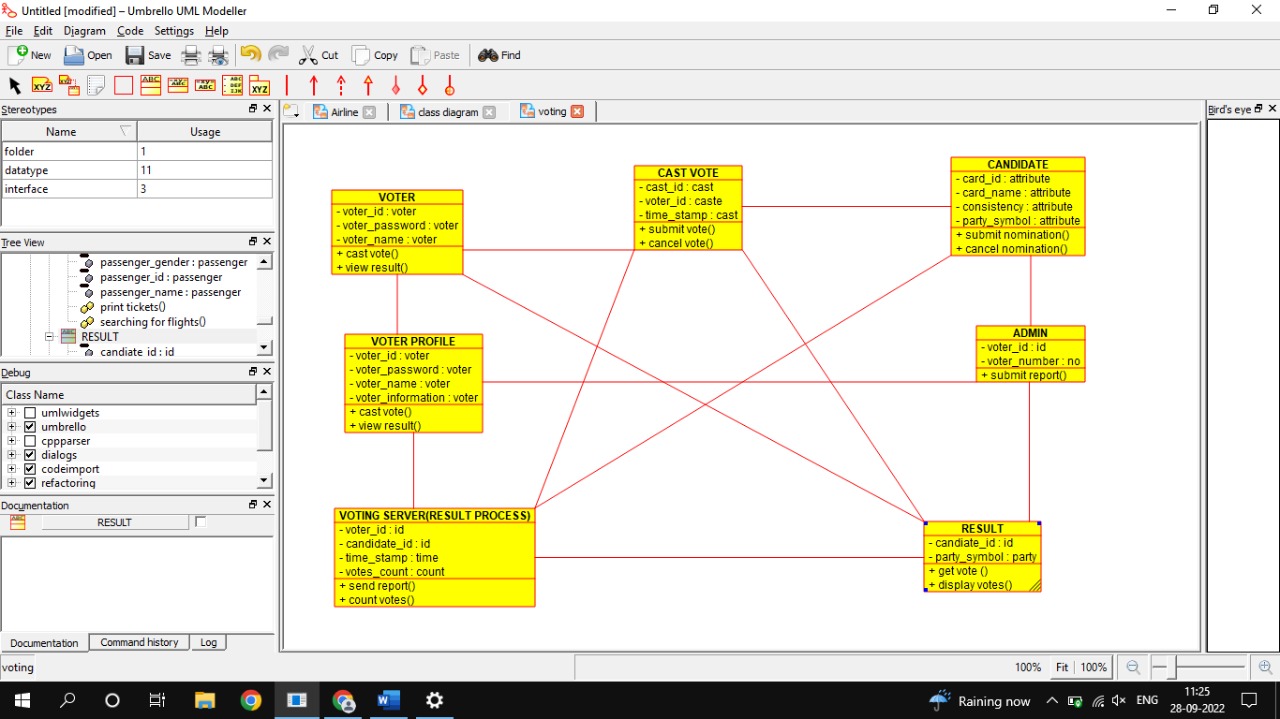 Untitled [modified] – Umbrello UML Modeller
File Edit Diagram Code Settings Help
New Open Save Cut Copy Paste Find
Stereotypes
Name Usage
folder 1
datatype 11
interface 3
Tree View
passenger_gender : passenger
passenger_id : passenger
passenger_name : passenger
print tickets()
searching for flights()
RESULT
candiate id : id
Debug
Class Name
umlwidgets
umbrello
cppparser
dialogs
codeimport
refactoring
Documentation
RESULT
Documentation Command history Log
Airline class diagram voting
Bird's eye
VOTER
- voter_id : voter
- voter_password : voter
- voter_name : voter
+ cast vote()
+ view result()
CAST VOTE
- cast_id : cast
- voter_id : caste
- time_stamp : cast
+ submit vote()
+ cancel vote()
CANDIDATE
- card_id : attribute
- card_name : attribute
- consistency : attribute
- party_symbol : attribute
+ submit nomination()
+ cancel nomination()
VOTER PROFILE
- voter_id : voter
- voter_password : voter
- voter_name : voter
- voter_information : voter
+ cast vote()
+ view result()
ADMIN
- voter_id : id
- voter_number : no
+ submit report()
VOTING SERVER(RESULT PROCESS)
- voter_id : id
- candidate_id : id
- time_stamp : time
- votes_count : count
+ send report()
+ count votes()
RESULT
- candiate_id : id
- party_symbol : party
+ get vote ()
+ display votes()
voting
100% Fit 100%
Raining now ENG 11:25
28-09-2022